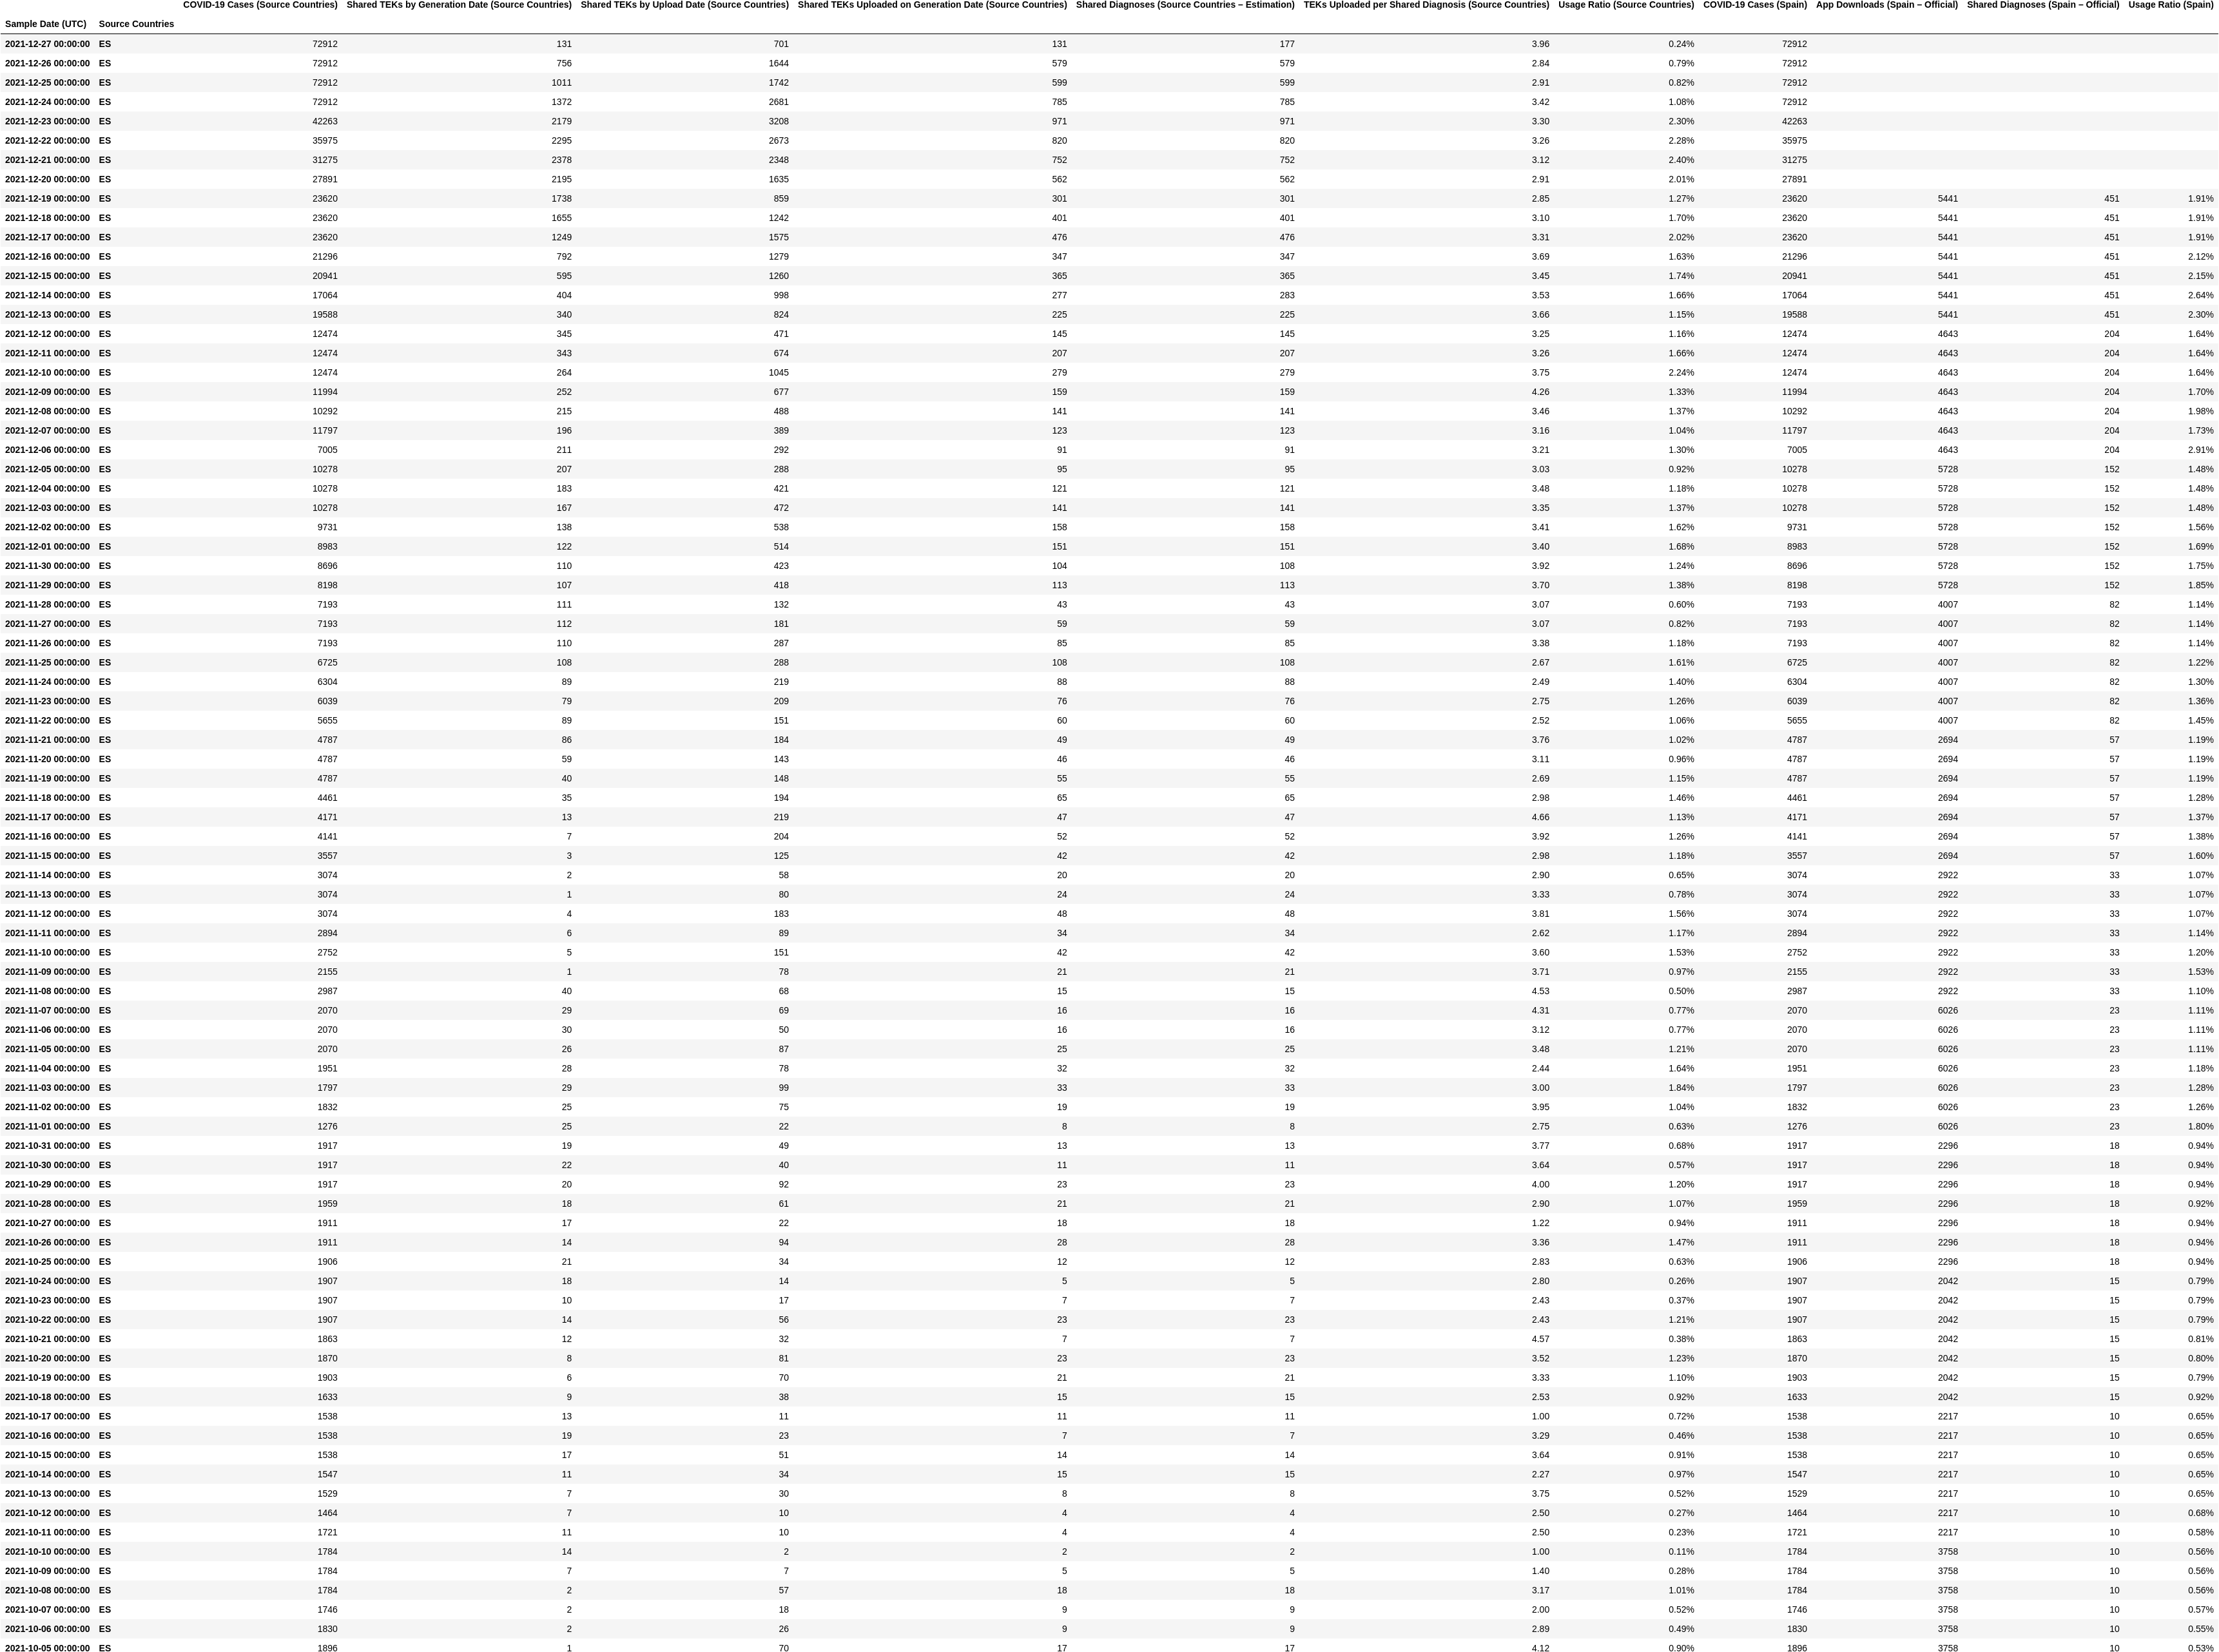 COVID-19 Cases (Source Countries) Shared TEKs by Generation Date (Source Countries) Shared TEKs by Upload Date (Source Countries) Shared TEKs Uploaded on Generation Date (Source Countries) Shared Diagnoses (Source Countries – Estimation) TEKs Uploaded per Shared Diagnosis (Source Countries) Usage Ratio (Source Countries) COVID-19 Cases (Spain) App Downloads (Spain – Official) Shared Diagnoses (Spain – Official) Usage Ratio (Spain)
Sample Date (UTC) Source Countries
2021-12-27 00:00:00 ES 72912 131 701 131 177 3.96 0.24% 72912
2021-12-26 00:00:00 ES 72912 756 1644 579 579 2.84 0.79% 72912
2021-12-25 00:00:00 ES 72912 1011 1742 599 599 2.91 0.82% 72912
2021-12-24 00:00:00 ES 72912 1372 2681 785 785 3.42 1.08% 72912
2021-12-23 00:00:00 ES 42263 2179 3208 971 971 3.30 2.30% 42263
2021-12-22 00:00:00 ES 35975 2295 2673 820 820 3.26 2.28% 35975
2021-12-21 00:00:00 ES 31275 2378 2348 752 752 3.12 2.40% 31275
2021-12-20 00:00:00 ES 27891 2195 1635 562 562 2.91 2.01% 27891
2021-12-19 00:00:00 ES 23620 1738 859 301 301 2.85 1.27% 23620 5441 451 1.91%
2021-12-18 00:00:00 ES 23620 1655 1242 401 401 3.10 1.70% 23620 5441 451 1.91%
2021-12-17 00:00:00 ES 23620 1249 1575 476 476 3.31 2.02% 23620 5441 451 1.91%
2021-12-16 00:00:00 ES 21296 792 1279 347 347 3.69 1.63% 21296 5441 451 2.12%
2021-12-15 00:00:00 ES 20941 595 1260 365 365 3.45 1.74% 20941 5441 451 2.15%
2021-12-14 00:00:00 ES 17064 404 998 277 283 3.53 1.66% 17064 5441 451 2.64%
2021-12-13 00:00:00 ES 19588 340 824 225 225 3.66 1.15% 19588 5441 451 2.30%
2021-12-12 00:00:00 ES 12474 345 471 145 145 3.25 1.16% 12474 4643 204 1.64%
2021-12-11 00:00:00 ES 12474 343 674 207 207 3.26 1.66% 12474 4643 204 1.64%
2021-12-10 00:00:00 ES 12474 264 1045 279 279 3.75 2.24% 12474 4643 204 1.64%
2021-12-09 00:00:00 ES 11994 252 677 159 159 4.26 1.33% 11994 4643 204 1.70%
2021-12-08 00:00:00 ES 10292 215 488 141 141 3.46 1.37% 10292 4643 204 1.98%
2021-12-07 00:00:00 ES 11797 196 389 123 123 3.16 1.04% 11797 4643 204 1.73%
2021-12-06 00:00:00 ES 7005 211 292 91 91 3.21 1.30% 7005 4643 204 2.91%
2021-12-05 00:00:00 ES 10278 207 288 95 95 3.03 0.92% 10278 5728 152 1.48%
2021-12-04 00:00:00 ES 10278 183 421 121 121 3.48 1.18% 10278 5728 152 1.48%
2021-12-03 00:00:00 ES 10278 167 472 141 141 3.35 1.37% 10278 5728 152 1.48%
2021-12-02 00:00:00 ES 9731 138 538 158 158 3.41 1.62% 9731 5728 152 1.56%
2021-12-01 00:00:00 ES 8983 122 514 151 151 3.40 1.68% 8983 5728 152 1.69%
2021-11-30 00:00:00 ES 8696 110 423 104 108 3.92 1.24% 8696 5728 152 1.75%
2021-11-29 00:00:00 ES 8198 107 418 113 113 3.70 1.38% 8198 5728 152 1.85%
2021-11-28 00:00:00 ES 7193 111 132 43 43 3.07 0.60% 7193 4007 82 1.14%
2021-11-27 00:00:00 ES 7193 112 181 59 59 3.07 0.82% 7193 4007 82 1.14%
2021-11-26 00:00:00 ES 7193 110 287 85 85 3.38 1.18% 7193 4007 82 1.14%
2021-11-25 00:00:00 ES 6725 108 288 108 108 2.67 1.61% 6725 4007 82 1.22%
2021-11-24 00:00:00 ES 6304 89 219 88 88 2.49 1.40% 6304 4007 82 1.30%
2021-11-23 00:00:00 ES 6039 79 209 76 76 2.75 1.26% 6039 4007 82 1.36%
2021-11-22 00:00:00 ES 5655 89 151 60 60 2.52 1.06% 5655 4007 82 1.45%
2021-11-21 00:00:00 ES 4787 86 184 49 49 3.76 1.02% 4787 2694 57 1.19%
2021-11-20 00:00:00 ES 4787 59 143 46 46 3.11 0.96% 4787 2694 57 1.19%
2021-11-19 00:00:00 ES 4787 40 148 55 55 2.69 1.15% 4787 2694 57 1.19%
2021-11-18 00:00:00 ES 4461 35 194 65 65 2.98 1.46% 4461 2694 57 1.28%
2021-11-17 00:00:00 ES 4171 13 219 47 47 4.66 1.13% 4171 2694 57 1.37%
2021-11-16 00:00:00 ES 4141 7 204 52 52 3.92 1.26% 4141 2694 57 1.38%
2021-11-15 00:00:00 ES 3557 3 125 42 42 2.98 1.18% 3557 2694 57 1.60%
2021-11-14 00:00:00 ES 3074 2 58 20 20 2.90 0.65% 3074 2922 33 1.07%
2021-11-13 00:00:00 ES 3074 1 80 24 24 3.33 0.78% 3074 2922 33 1.07%
2021-11-12 00:00:00 ES 3074 4 183 48 48 3.81 1.56% 3074 2922 33 1.07%
2021-11-11 00:00:00 ES 2894 6 89 34 34 2.62 1.17% 2894 2922 33 1.14%
2021-11-10 00:00:00 ES 2752 5 151 42 42 3.60 1.53% 2752 2922 33 1.20%
2021-11-09 00:00:00 ES 2155 1 78 21 21 3.71 0.97% 2155 2922 33 1.53%
2021-11-08 00:00:00 ES 2987 40 68 15 15 4.53 0.50% 2987 2922 33 1.10%
2021-11-07 00:00:00 ES 2070 29 69 16 16 4.31 0.77% 2070 6026 23 1.11%
2021-11-06 00:00:00 ES 2070 30 50 16 16 3.12 0.77% 2070 6026 23 1.11%
2021-11-05 00:00:00 ES 2070 26 87 25 25 3.48 1.21% 2070 6026 23 1.11%
2021-11-04 00:00:00 ES 1951 28 78 32 32 2.44 1.64% 1951 6026 23 1.18%
2021-11-03 00:00:00 ES 1797 29 99 33 33 3.00 1.84% 1797 6026 23 1.28%
2021-11-02 00:00:00 ES 1832 25 75 19 19 3.95 1.04% 1832 6026 23 1.26%
2021-11-01 00:00:00 ES 1276 25 22 8 8 2.75 0.63% 1276 6026 23 1.80%
2021-10-31 00:00:00 ES 1917 19 49 13 13 3.77 0.68% 1917 2296 18 0.94%
2021-10-30 00:00:00 ES 1917 22 40 11 11 3.64 0.57% 1917 2296 18 0.94%
2021-10-29 00:00:00 ES 1917 20 92 23 23 4.00 1.20% 1917 2296 18 0.94%
2021-10-28 00:00:00 ES 1959 18 61 21 21 2.90 1.07% 1959 2296 18 0.92%
2021-10-27 00:00:00 ES 1911 17 22 18 18 1.22 0.94% 1911 2296 18 0.94%
2021-10-26 00:00:00 ES 1911 14 94 28 28 3.36 1.47% 1911 2296 18 0.94%
2021-10-25 00:00:00 ES 1906 21 34 12 12 2.83 0.63% 1906 2296 18 0.94%
2021-10-24 00:00:00 ES 1907 18 14 5 5 2.80 0.26% 1907 2042 15 0.79%
2021-10-23 00:00:00 ES 1907 10 17 7 7 2.43 0.37% 1907 2042 15 0.79%
2021-10-22 00:00:00 ES 1907 14 56 23 23 2.43 1.21% 1907 2042 15 0.79%
2021-10-21 00:00:00 ES 1863 12 32 7 7 4.57 0.38% 1863 2042 15 0.81%
2021-10-20 00:00:00 ES 1870 8 81 23 23 3.52 1.23% 1870 2042 15 0.80%
2021-10-19 00:00:00 ES 1903 6 70 21 21 3.33 1.10% 1903 2042 15 0.79%
2021-10-18 00:00:00 ES 1633 9 38 15 15 2.53 0.92% 1633 2042 15 0.92%
2021-10-17 00:00:00 ES 1538 13 11 11 11 1.00 0.72% 1538 2217 10 0.65%
2021-10-16 00:00:00 ES 1538 19 23 7 7 3.29 0.46% 1538 2217 10 0.65%
2021-10-15 00:00:00 ES 1538 17 51 14 14 3.64 0.91% 1538 2217 10 0.65%
2021-10-14 00:00:00 ES 1547 11 34 15 15 2.27 0.97% 1547 2217 10 0.65%
2021-10-13 00:00:00 ES 1529 7 30 8 8 3.75 0.52% 1529 2217 10 0.65%
2021-10-12 00:00:00 ES 1464 7 10 4 4 2.50 0.27% 1464 2217 10 0.68%
2021-10-11 00:00:00 ES 1721 11 10 4 4 2.50 0.23% 1721 2217 10 0.58%
2021-10-10 00:00:00 ES 1784 14 2 2 2 1.00 0.11% 1784 3758 10 0.56%
2021-10-09 00:00:00 ES 1784 7 7 5 5 1.40 0.28% 1784 3758 10 0.56%
2021-10-08 00:00:00 ES 1784 2 57 18 18 3.17 1.01% 1784 3758 10 0.56%
2021-10-07 00:00:00 ES 1746 2 18 9 9 2.00 0.52% 1746 3758 10 0.57%
2021-10-06 00:00:00 ES 1830 2 26 9 9 2.89 0.49% 1830 3758 10 0.55%
2021-10-05 00:00:00 ES 1896 1 70 17 17 4.12 0.90% 1896 3758 10 0.53%